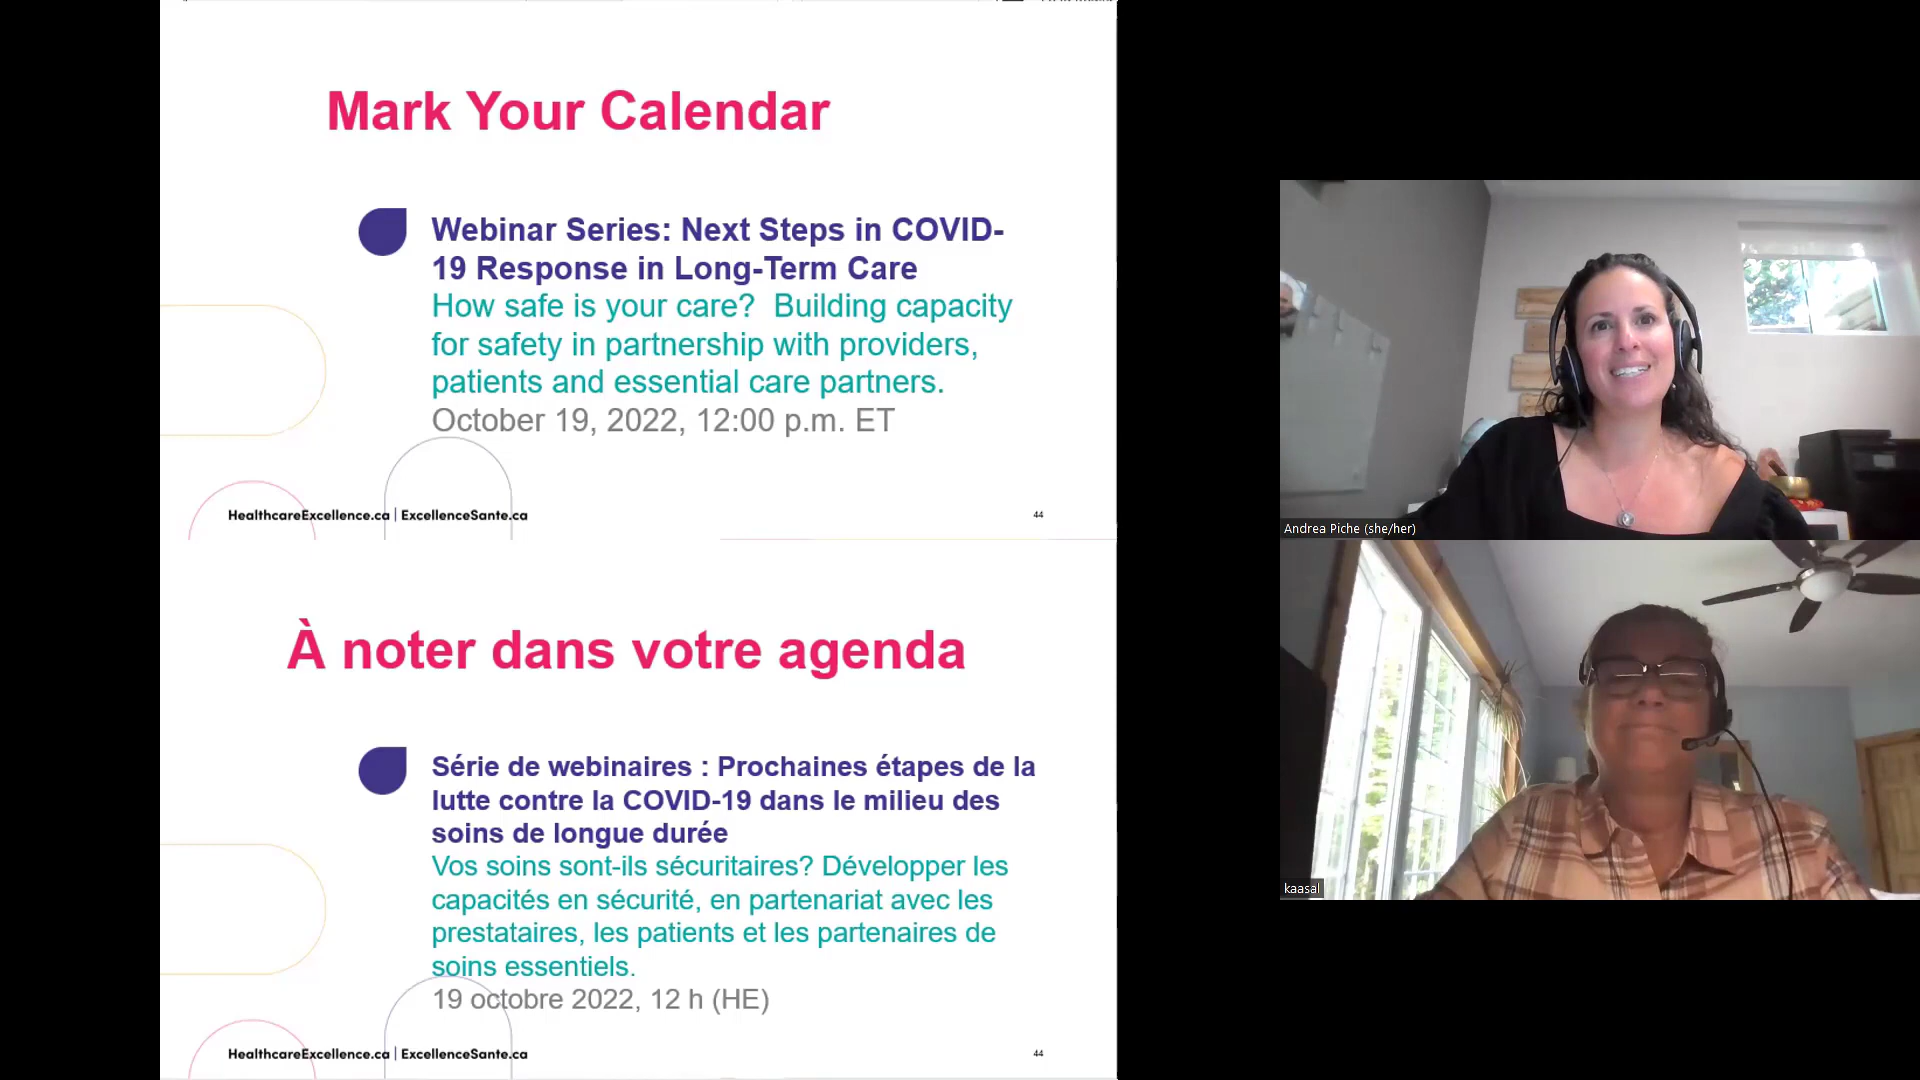 Mark Your Calendar
Webinar Series: Next Steps in COVID-
19 Response in Long-Term Care
How safe is your care?  Building capacity
for safety in partnership with providers,
patients and essential care partners.
October 19, 2022, 12:00 p.m. ET
HealthcareExcellence.ca | ExcellenceSante.ca
44
À noter dans votre agenda
Série de webinaires : Prochaines étapes de la
lutte contre la COVID-19 dans le milieu des
soins de longue durée
Vos soins sont-ils sécuritaires? Développer les
capacités en sécurité, en partenariat avec les
prestataires, les patients et les partenaires de
soins essentiels.
19 octobre 2022, 12 h (HE)
HealthcareExcellence.ca | ExcellenceSante.ca
44
Andrea Piche (she/her)
kaasal